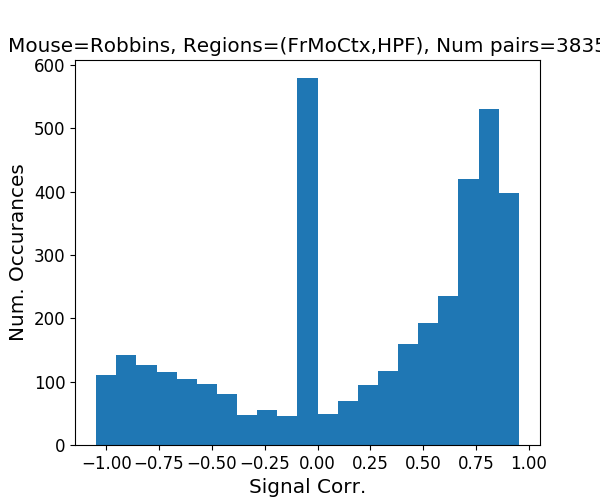 Mouse=Robbins, Regions=(FrMoCtx,HPF), Num pairs=3835
600
500
400
300
200
100
0
Num. Occurances
−1.00 −0.75 −0.50 −0.25 0.00 0.25 0.50 0.75 1.00
Signal Corr.